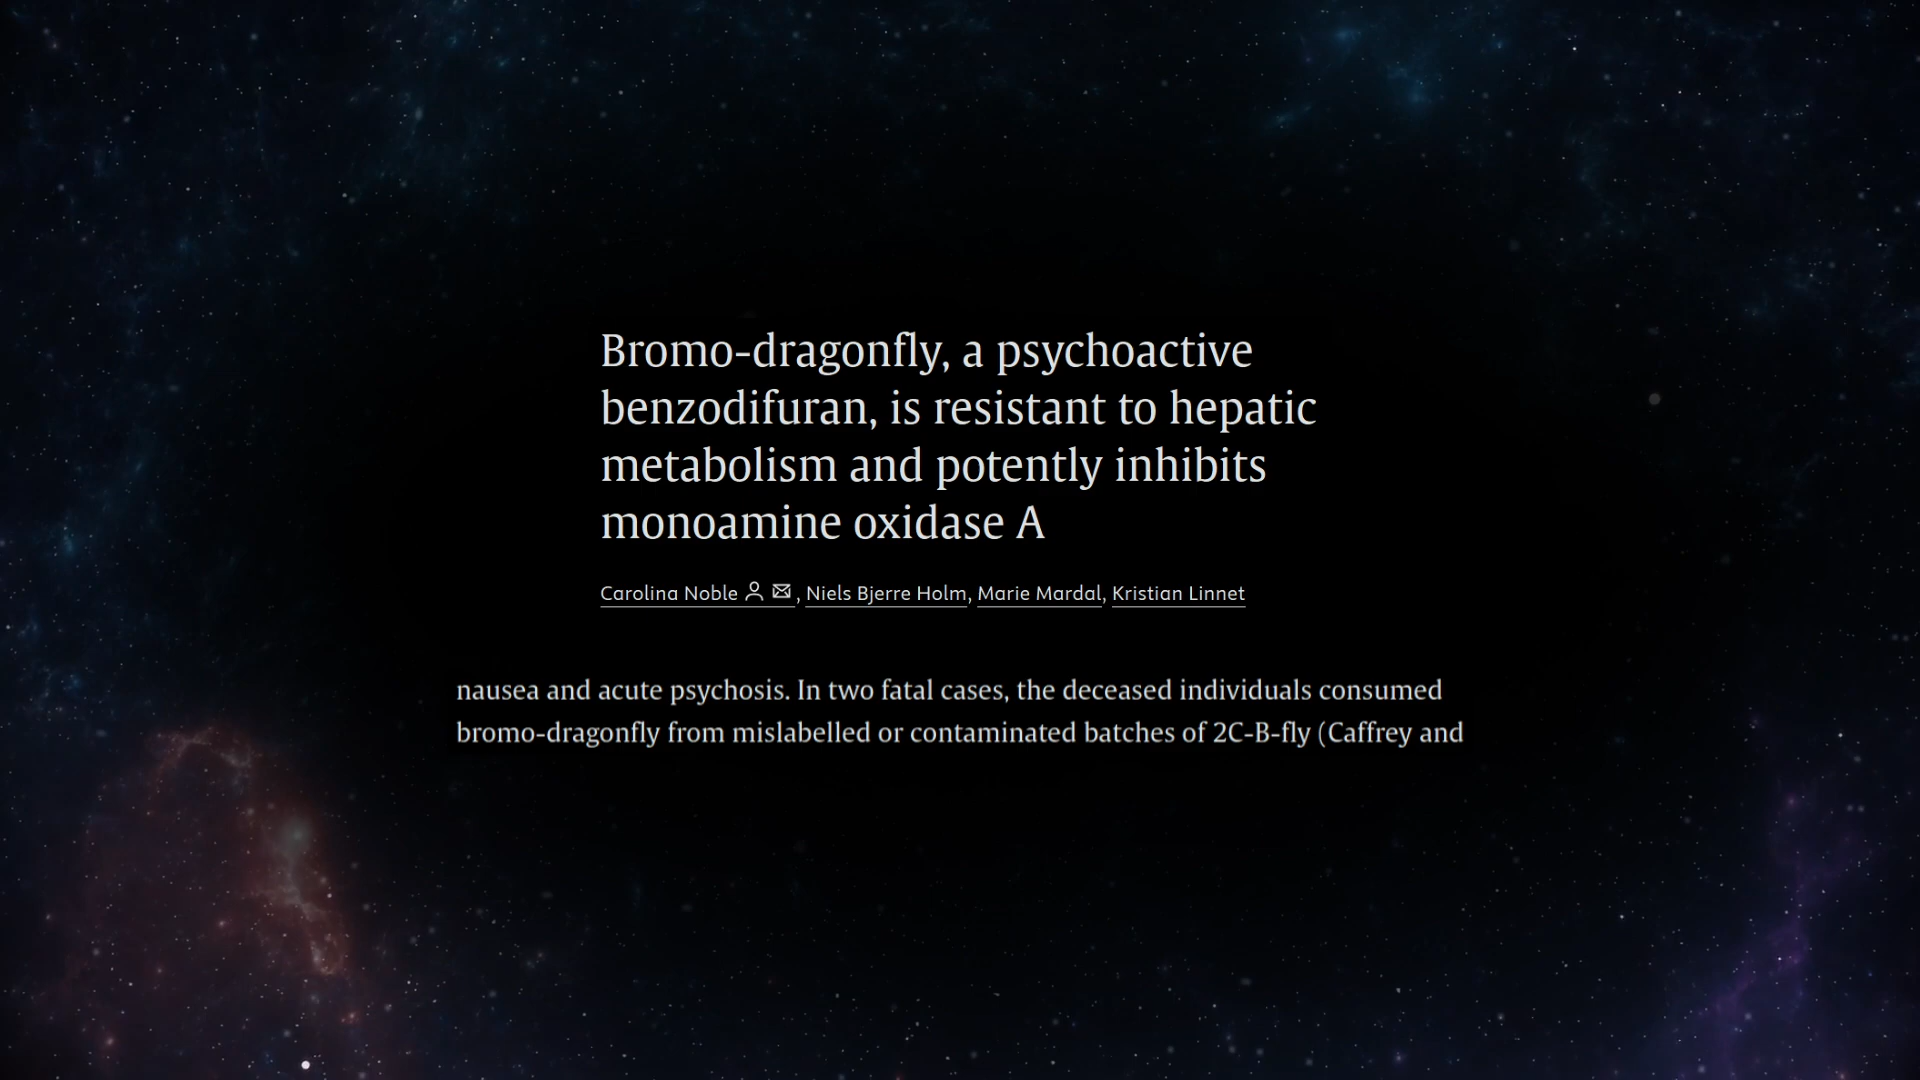 Bromo-dragonfly, a psychoactive
benzodifuran, is resistant to hepatic
metabolism and potently inhibits
monoamine oxidase A
Carolina Noble , Niels Bjerre Holm, Marie Mardal, Kristian Linnet
nausea and acute psychosis. In two fatal cases, the deceased individuals consumed
bromo-dragonfly from mislabelled or contaminated batches of 2C-B-fly (Caffrey and